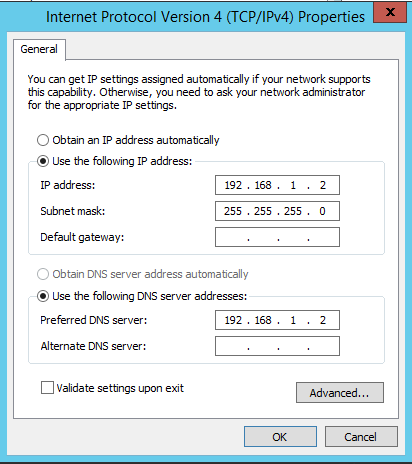 Internet Protocol Version 4 (TCP/IPv4) Properties
x
General
You can get IP settings assigned automatically if your network supports
this capability. Otherwise, you need to ask your network administrator
for the appropriate IP settings.
Obtain an IP address automatically
Use the following IP address:
IP address: 192 . 168 . 1 . 2
Subnet mask: 255 . 255 . 255 . 0
Default gateway: . . .
Obtain DNS server address automatically
Use the following DNS server addresses:
Preferred DNS server: 192 . 168 . 1 . 2
Alternate DNS server: . . .
Validate settings upon exit
Advanced...
OK Cancel